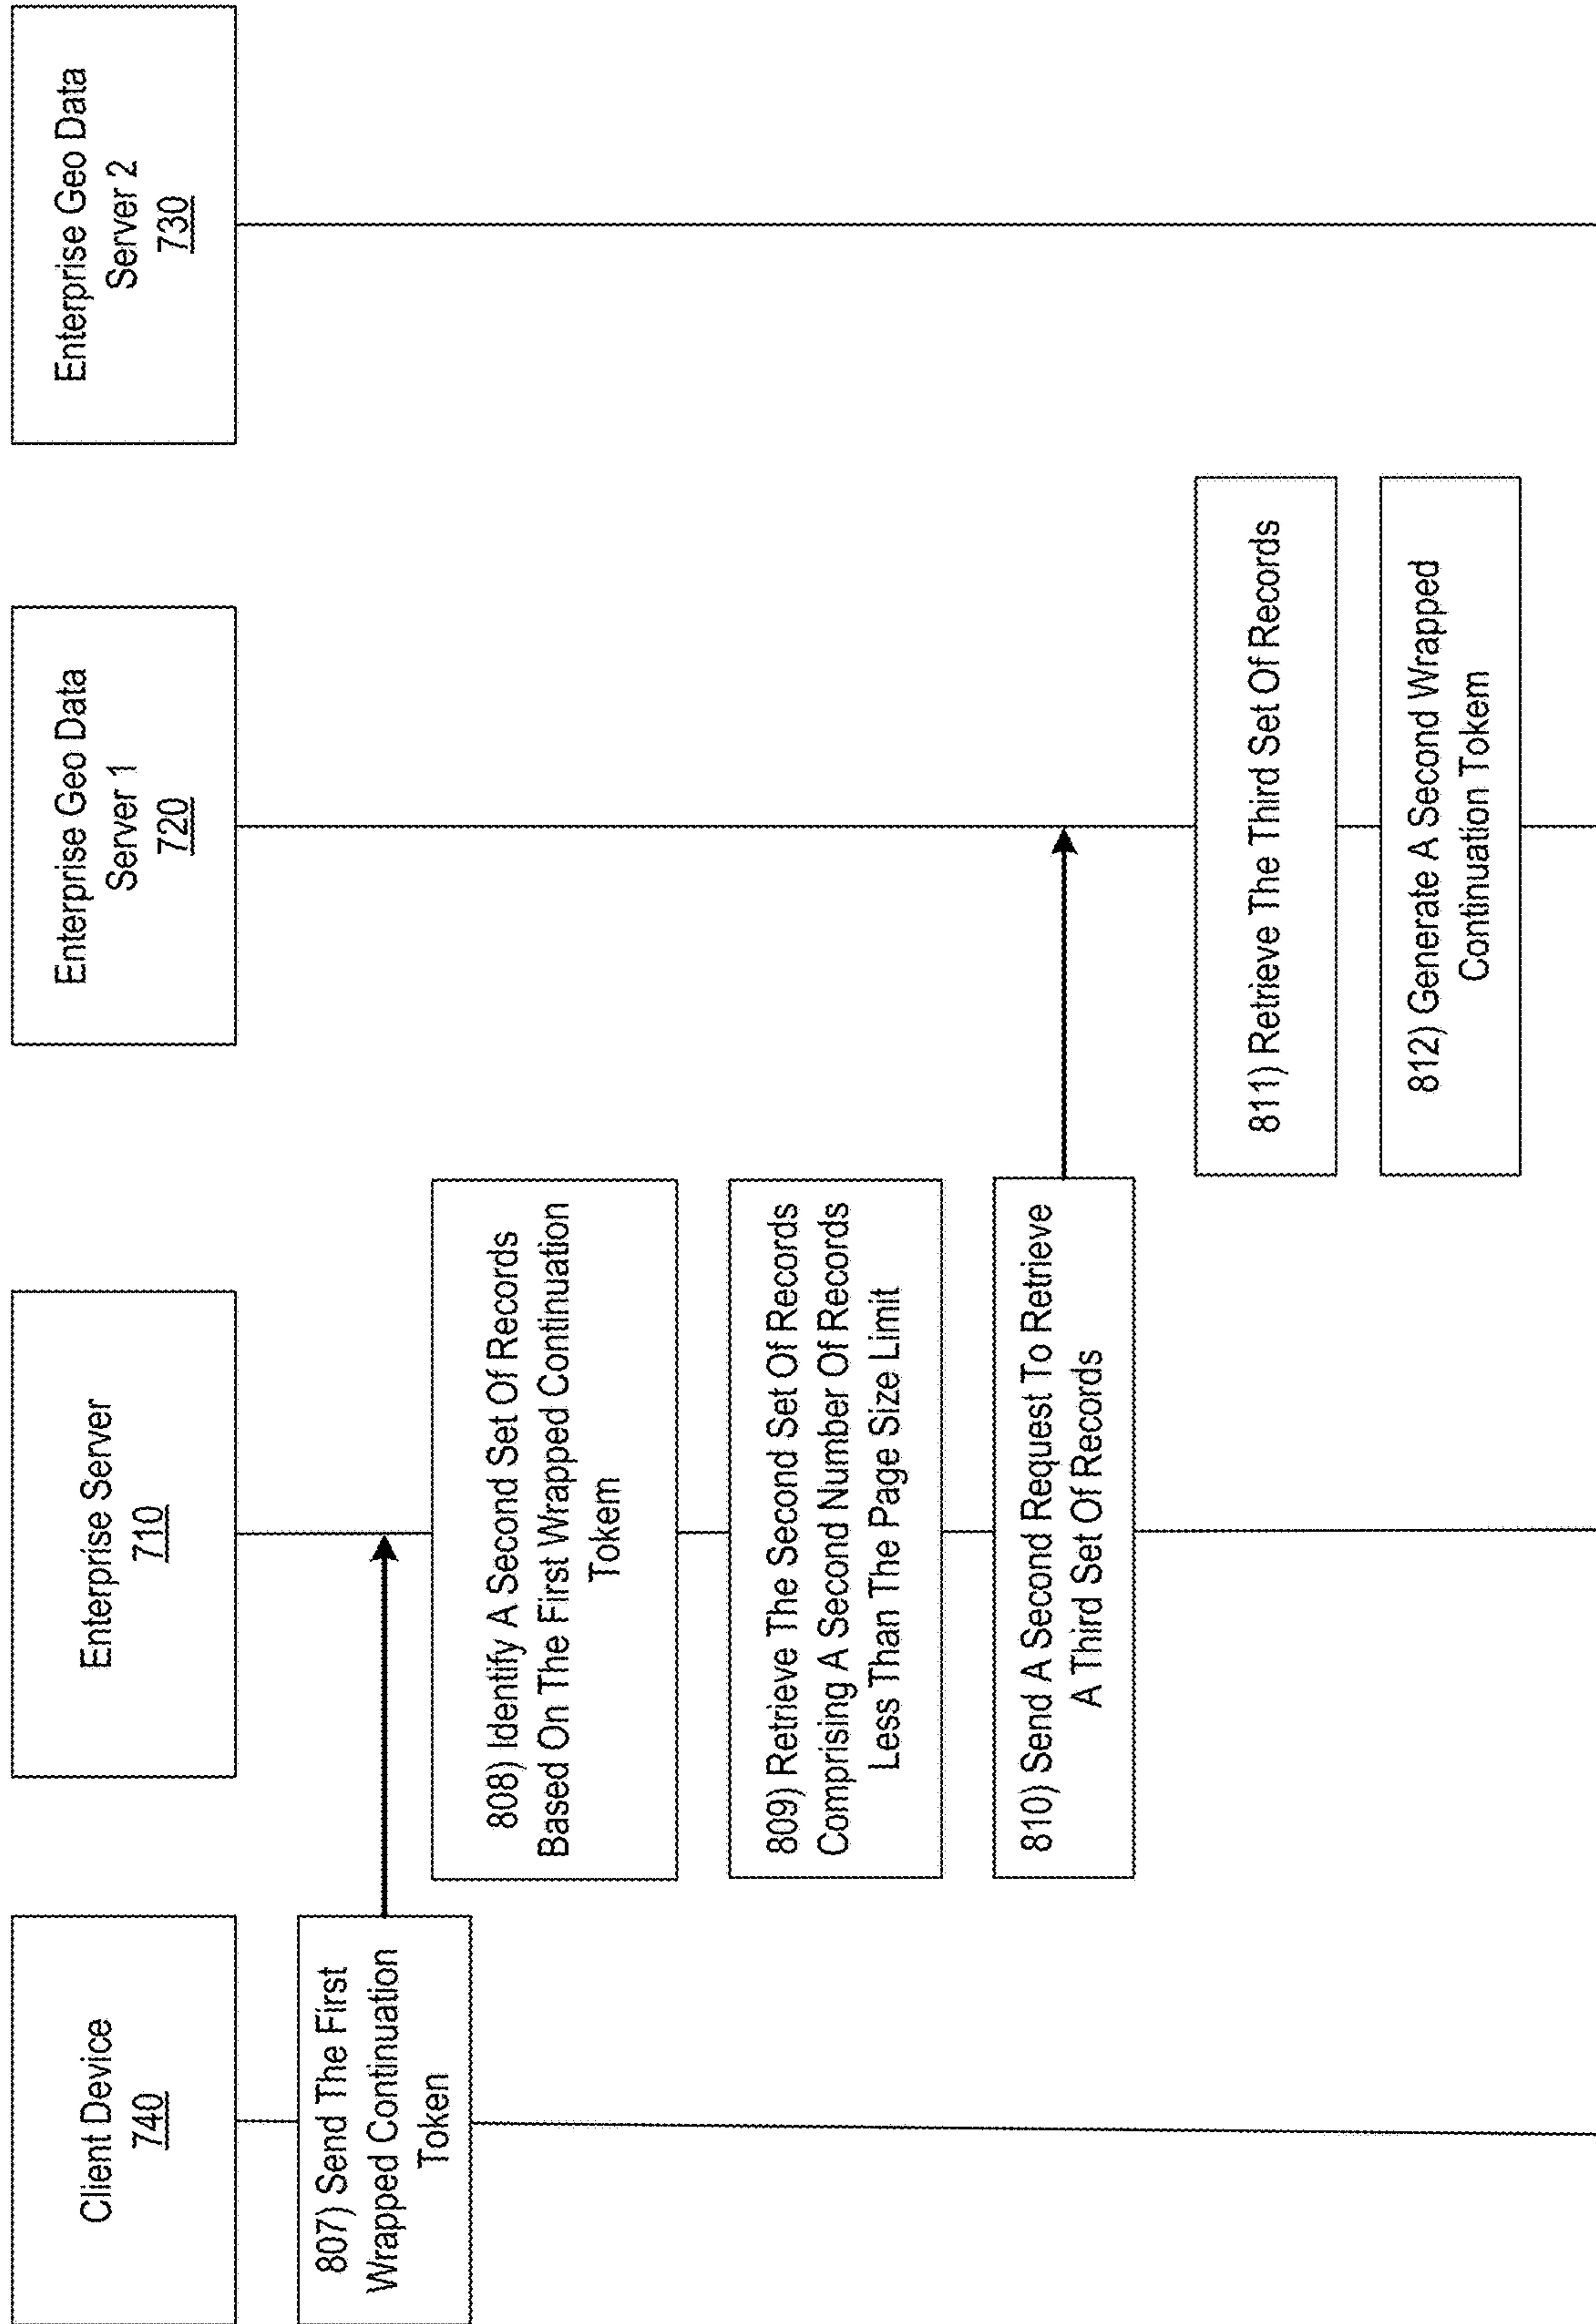 Client Device
740
Enterprise Server
710
Enterprise Geo Data
Server 1
720
Enterprise Geo Data
Server 2
730
807) Send The First
Wrapped Continuation
Token
808) Identify A Second Set Of Records
Based On The First Wrapped Continuation
Tokem
809) Retrieve The Second Set Of Records
Comprising A Second Number Of Records
Less Than The Page Size Limit
810) Send A Second Request To Retrieve
A Third Set Of Records
811) Retrieve The Third Set Of Records
812) Generate A Second Wrapped
Continuation Tokem